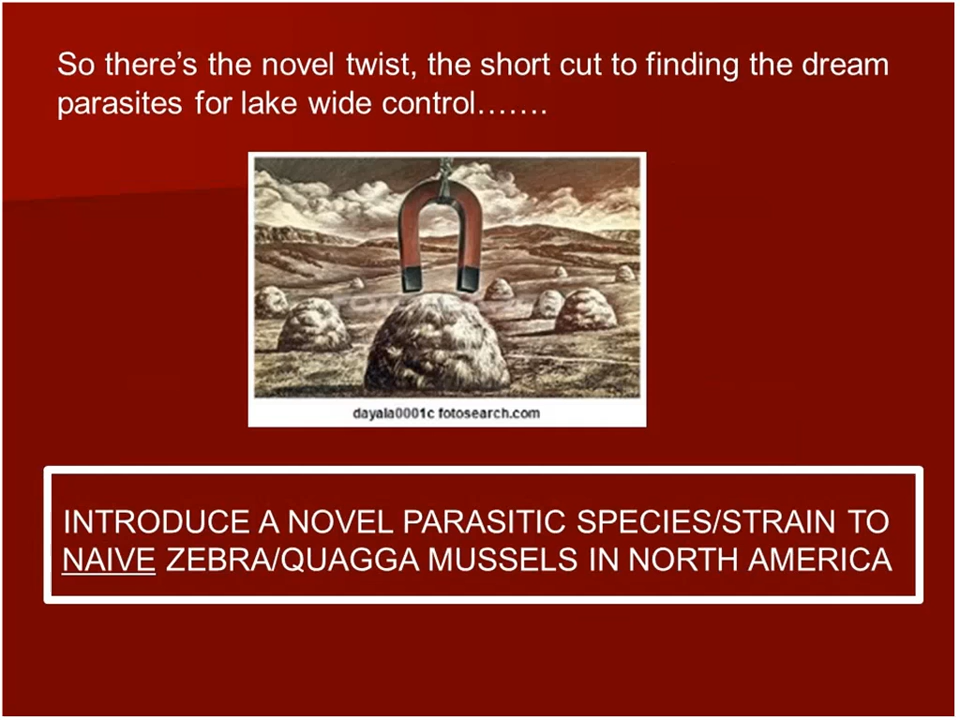 So there's the novel twist, the short cut to finding the dream
parasites for lake wide control…….
dayala0001c fotosearch.com
INTRODUCE A NOVEL PARASITIC SPECIES/STRAIN TO
NAIVE ZEBRA/QUAGGA MUSSELS IN NORTH AMERICA